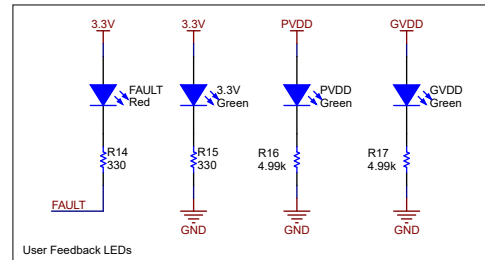 3.3V
3.3V
PVDD
GVDD
FAULT
Red
3.3V
Green
PVDD
Green
GVDD
Green
R14
330
R15
330
R16
4.99k
R17
4.99k
FAULT
GND
GND
GND
User Feedback LEDs